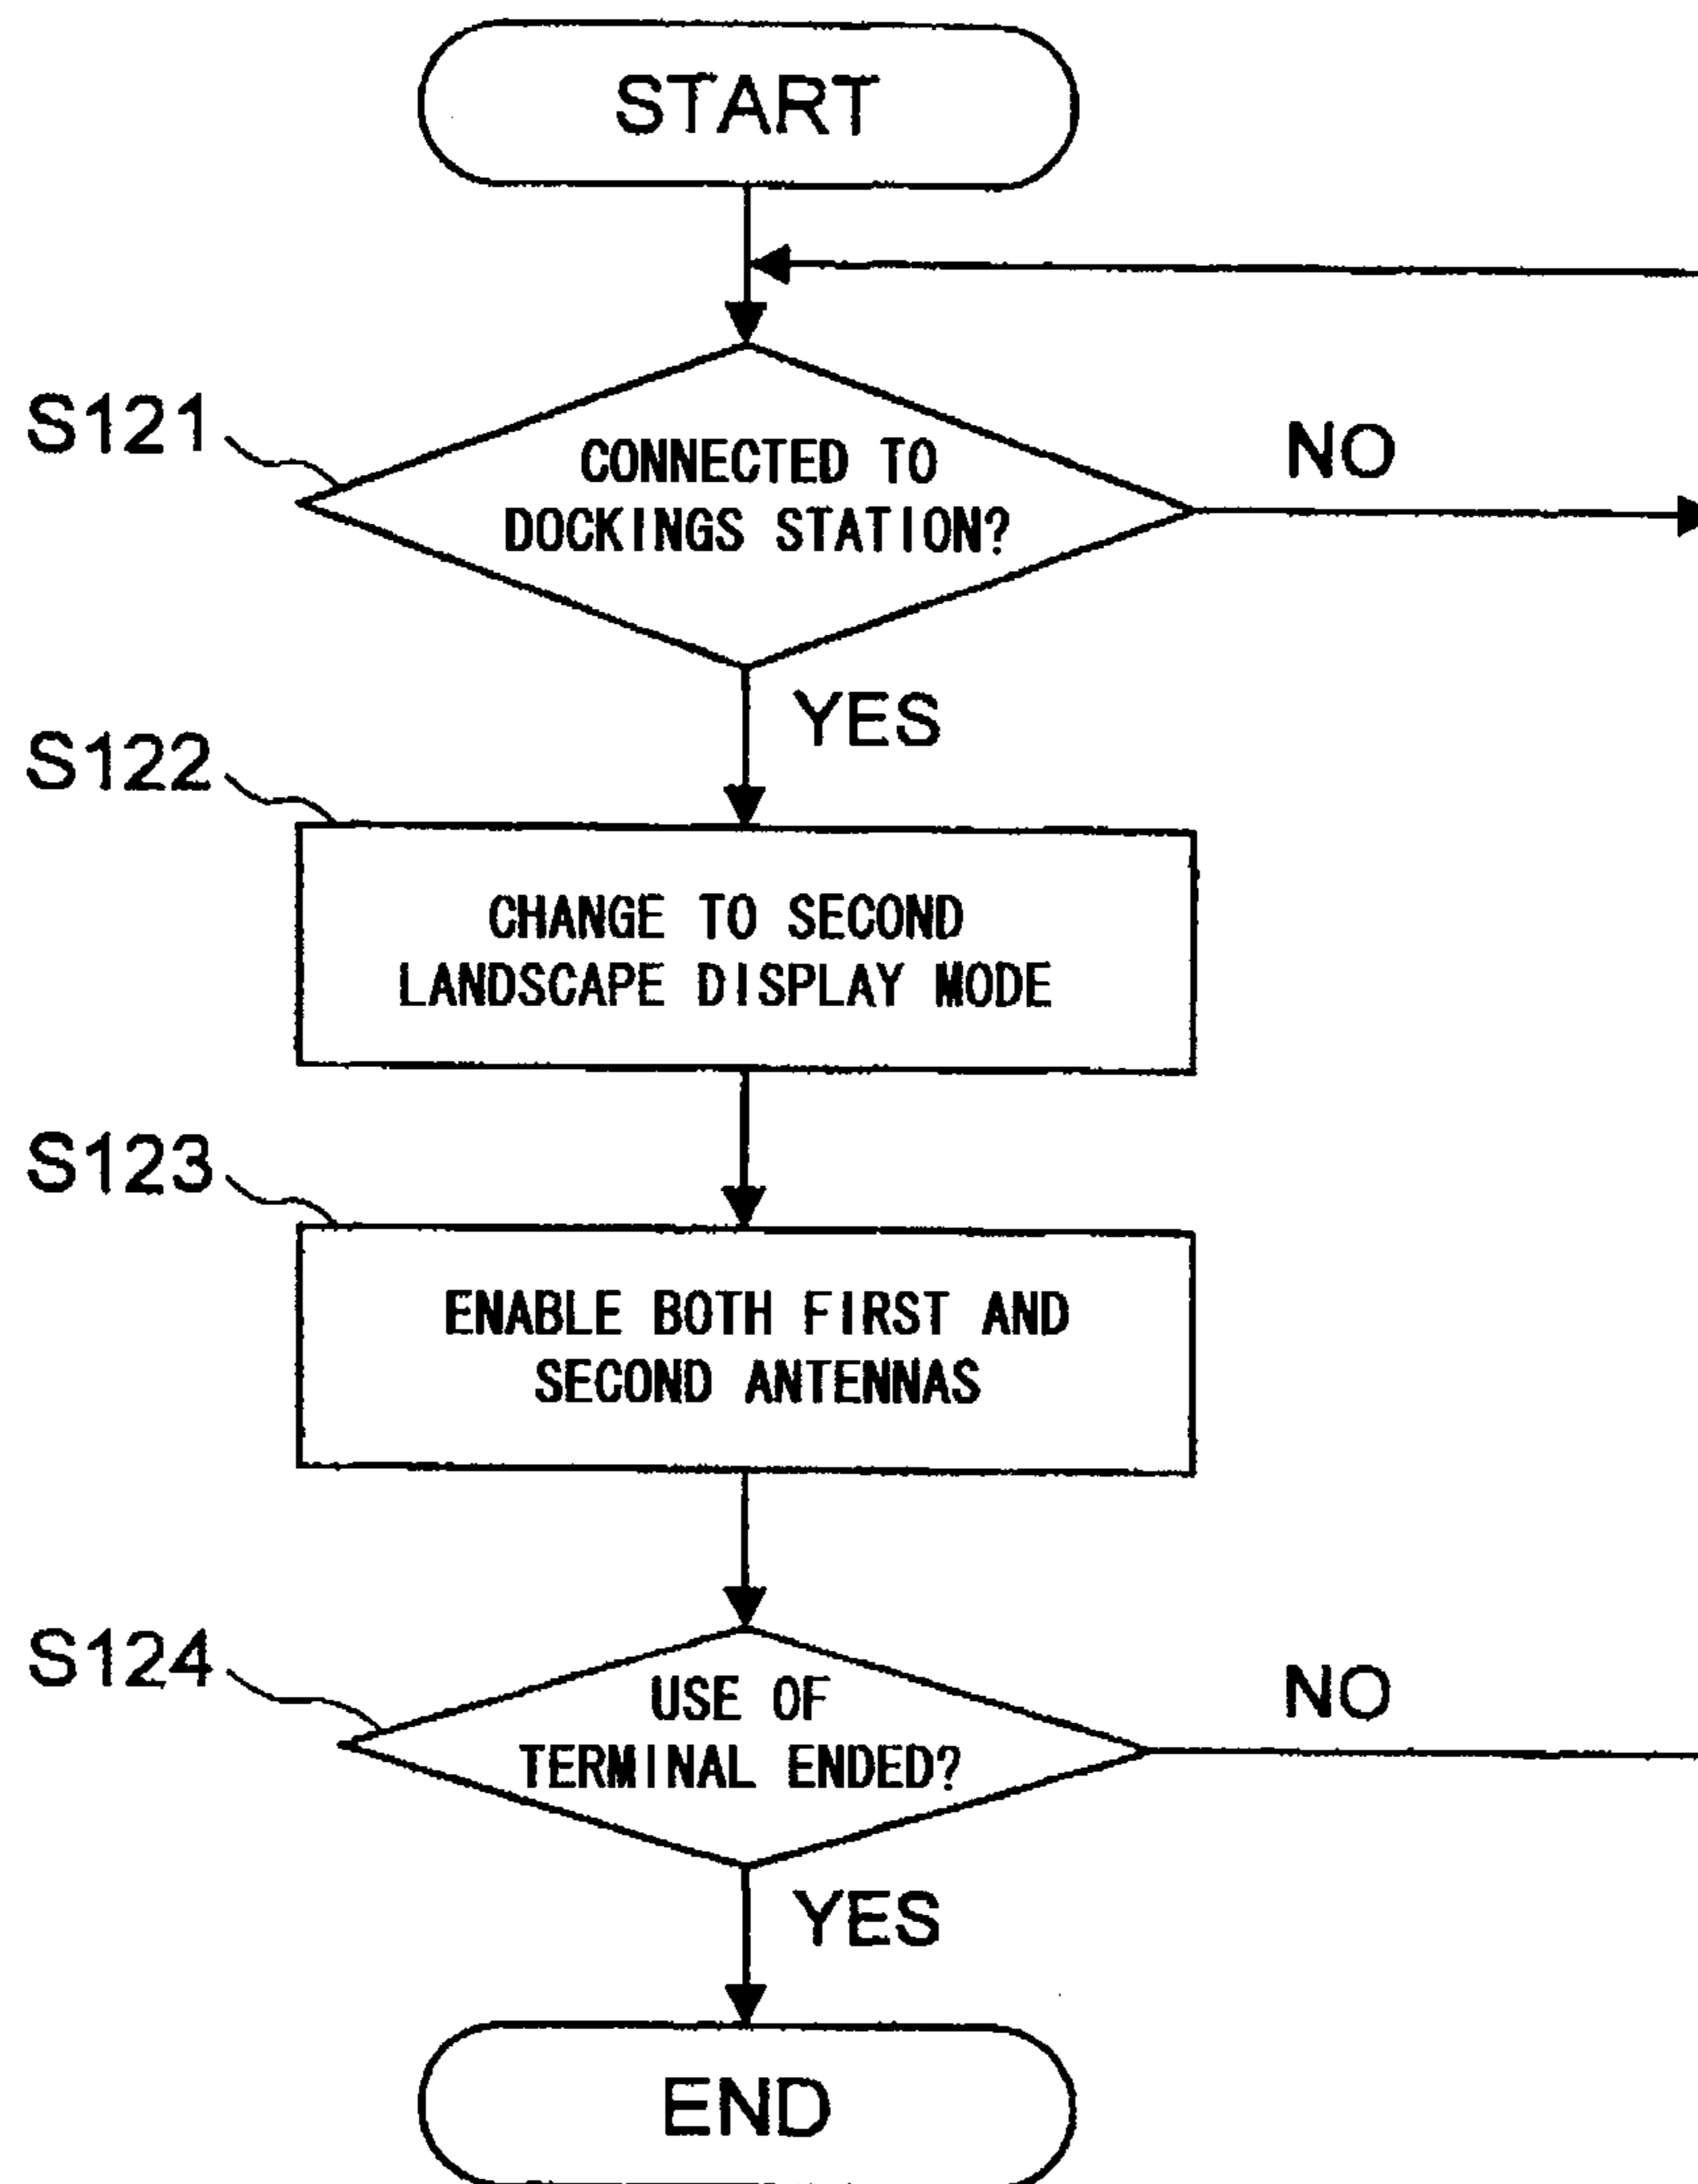 START
S121
CONNECTED TO
DOCKINGS STATION?
NO
YES
S122
CHANGE TO SECOND
LANDSCAPE DISPLAY MODE
S123
ENABLE BOTH FIRST AND
SECOND ANTENNAS
S124
USE OF
TERMINAL ENDED?
NO
YES
END